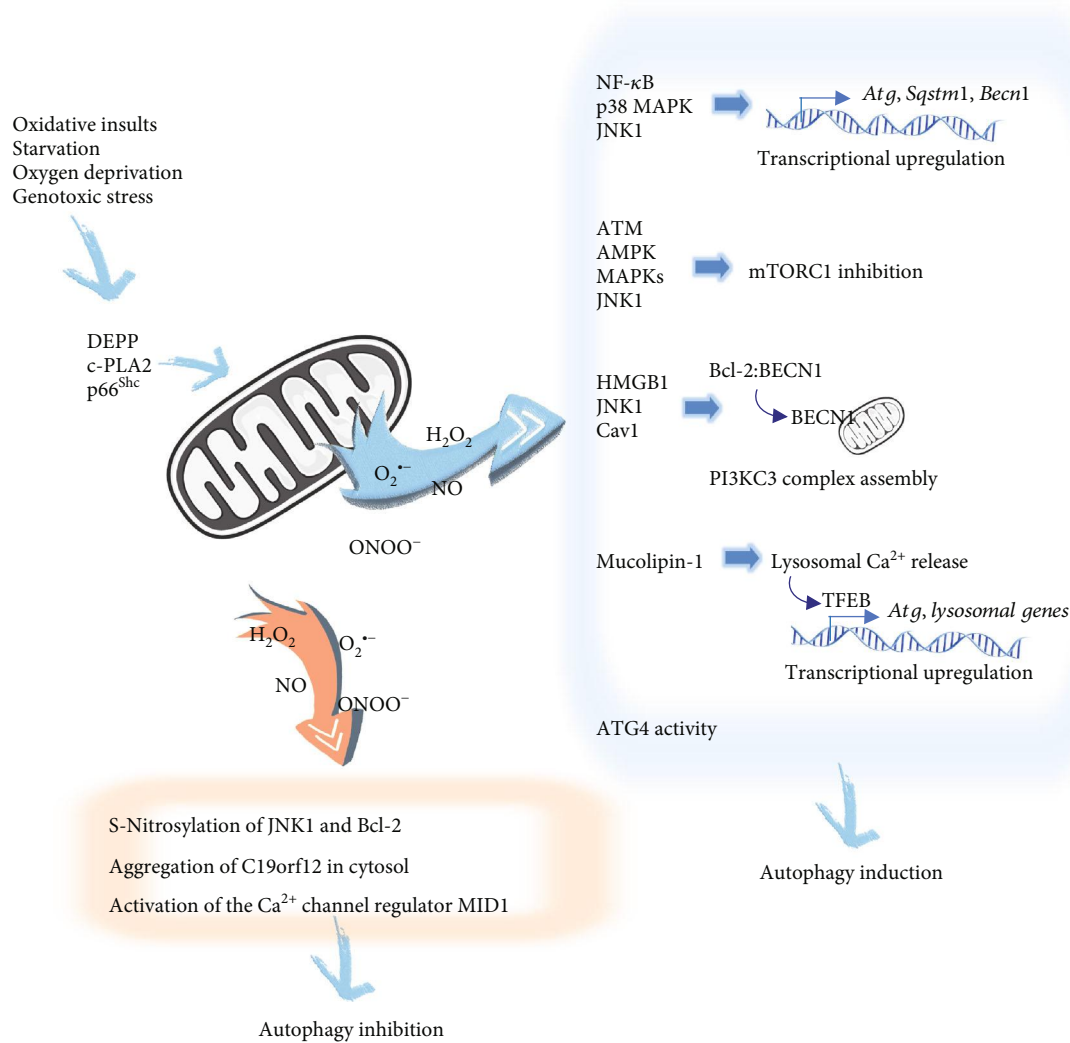 Oxidative insults
Starvation
Oxygen deprivation
Genotoxic stress
DEPP
c-PLA2
p66^Shc
H₂O₂
O₂•⁻
NO
ONOO⁻
H₂O₂
O₂•⁻
NO
ONOO⁻
S-Nitrosylation of JNK1 and Bcl-2
Aggregation of C19orf12 in cytosol
Activation of the Ca²⁺ channel regulator MID1
Autophagy inhibition
NF-κB
p38 MAPK
JNK1
Atg, Sqstm1, Becn1
Transcriptional upregulation
ATM
AMPK
MAPKs
JNK1
mTORC1 inhibition
HMGB1
JNK1
Cav1
Bcl-2:BECN1
BECN1
PI3KC3 complex assembly
Mucolipin-1
Lysosomal Ca²⁺ release
TFEB
Atg, lysosomal genes
Transcriptional upregulation
ATG4 activity
Autophagy induction